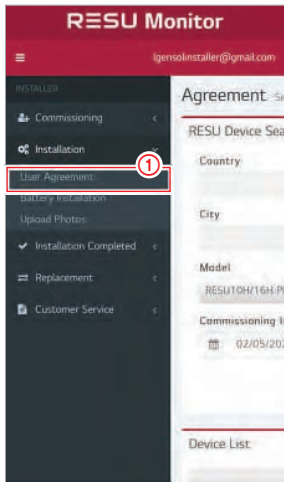 RESU Monitor
lgensolinstaller@gmail.com
INSTALLER
Commissioning
Installation
1
User Agreement
Battery Installation
Upload Photos
Installation Completed
Replacement
Customer Service
Agreement
RESU Device Sea
Country
City
Model
RESU10H/16H-P
Commissioning I
02/05/202
Device List